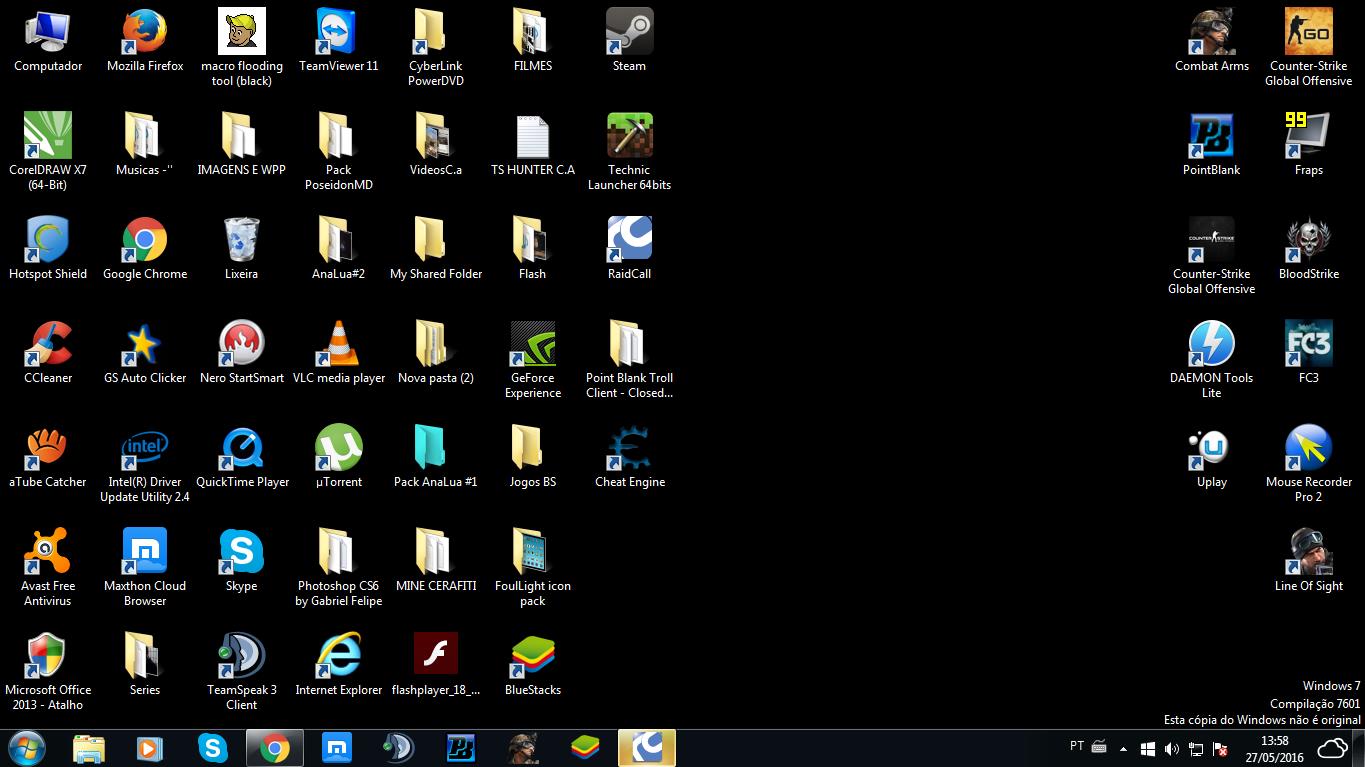 Computador
Mozilla Firefox
macro flooding
tool (black)
TeamViewer 11
CyberLink
PowerDVD
FILMES
Steam
Combat Arms
GO
Counter-Strike
Global Offensive
CorelDRAW X7
(64-Bit)
Musicas -''
IMAGENS E WPP
Pack
PoseidonMD
VideosC.a
TS HUNTER C.A
Technic
Launcher 64bits
PB
PointBlank
99
Fraps
Hotspot Shield
Google Chrome
Lixeira
AnaLua#2
My Shared Folder
Flash
RaidCall
COUNTER STRIKE
Counter-Strike
Global Offensive
BloodStrike
CCleaner
GS Auto Clicker
Nero StartSmart
VLC media player
Nova pasta (2)
GeForce
Experience
Point Blank Troll
Client - Closed...
DAEMON Tools
Lite
FC3
FC3
aTube Catcher
intel
Intel(R) Driver
Update Utility 2.4
QuickTime Player
µ
µTorrent
Pack AnaLua #1
Jogos BS
Cheat Engine
u
Uplay
Mouse Recorder
Pro 2
Avast Free
Antivirus
Maxthon Cloud
Browser
Skype
Photoshop CS6
by Gabriel Felipe
MINE CERAFITI
FoulLight icon
pack
Line Of Sight
Microsoft Office
2013 - Atalho
Series
TeamSpeak 3
Client
Internet Explorer
flashplayer_18_...
BlueStacks
Windows 7
Compilação 7601
Esta cópia do Windows não é original
PT
13:58
27/05/2016